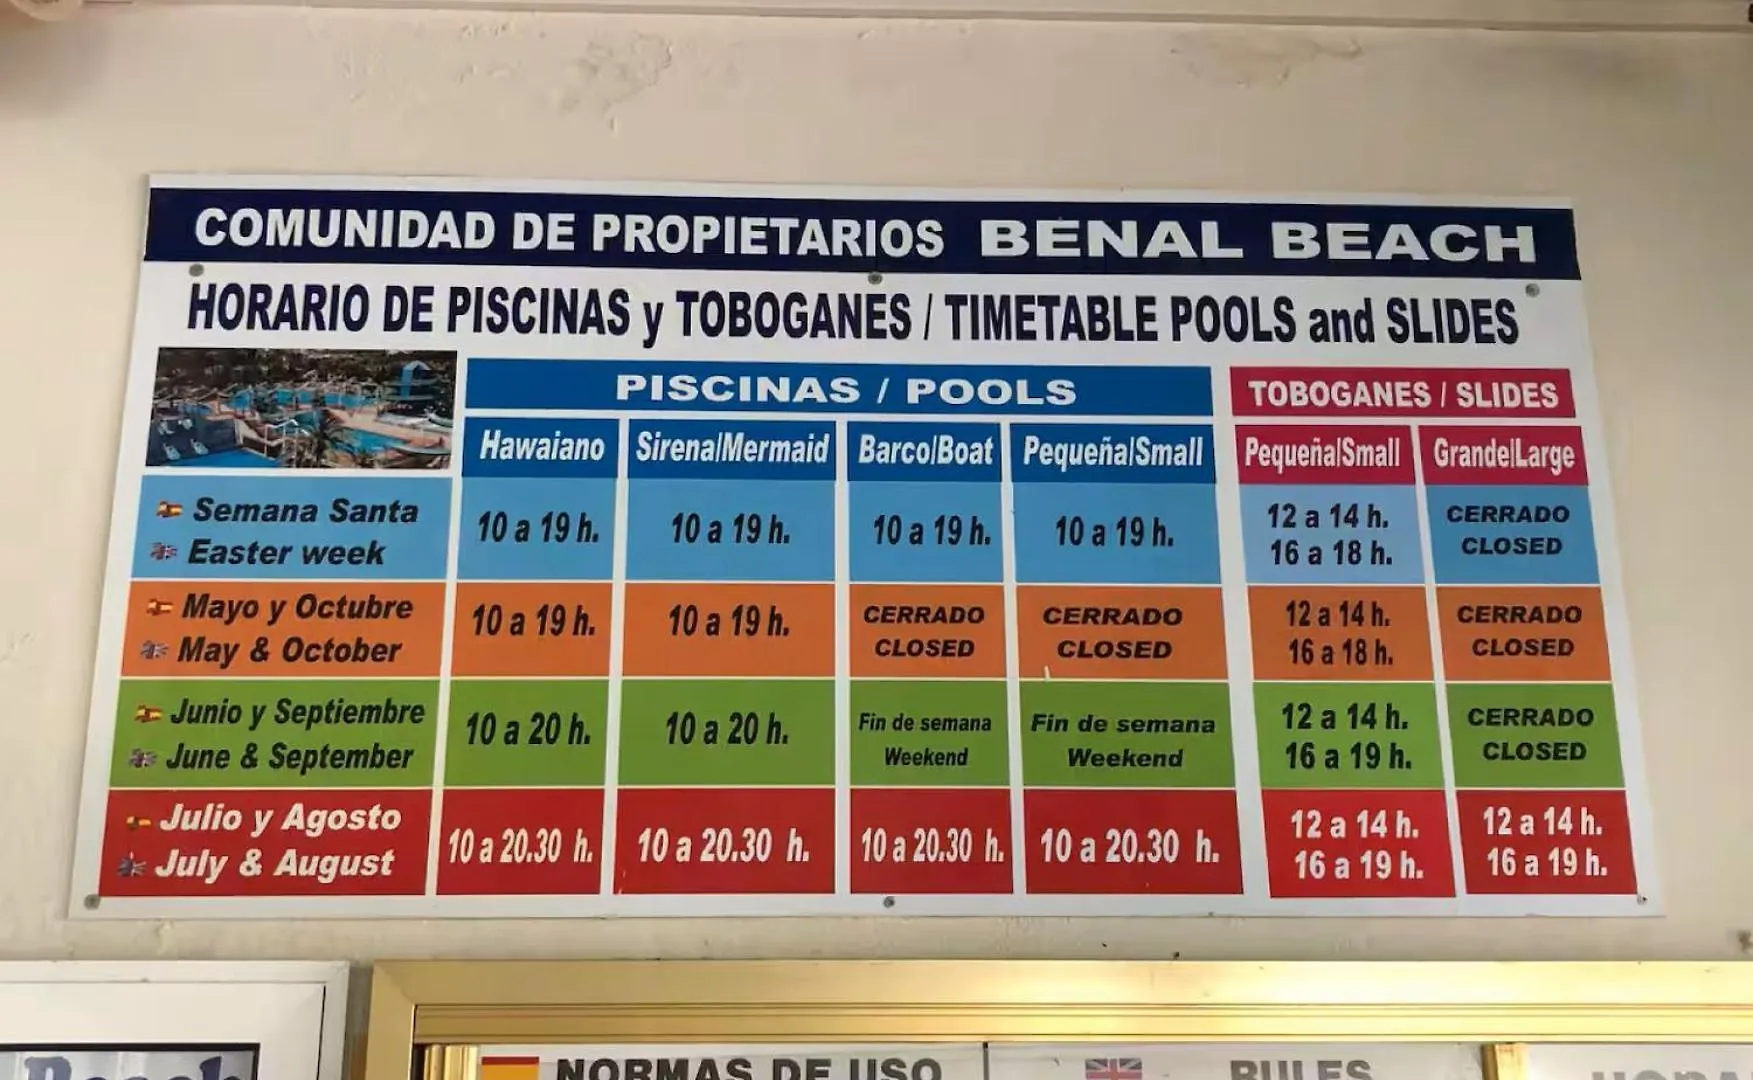 COMUNIDAD DE PROPIETARIOS BENAL BEACH
HORARIO DE PISCINAS y TOBOGANES / TIMETABLE POOLS and SLIDES
PISCINAS / POOLS
TOBOGANES / SLIDES
Hawaiano
Sirena/Mermaid
Barco/Boat
Pequeña/Small
Pequeña/Small
Grande/Large
Semana Santa
Easter week
10 a 19 h.
10 a 19 h.
10 a 19 h.
10 a 19 h.
12 a 14 h.
16 a 18 h.
CERRADO
CLOSED
Mayo y Octubre
May & October
10 a 19 h.
10 a 19 h.
CERRADO
CLOSED
CERRADO
CLOSED
12 a 14 h.
16 a 18 h.
CERRADO
CLOSED
Junio y Septiembre
June & September
10 a 20 h.
10 a 20 h.
Fin de semana
Weekend
Fin de semana
Weekend
12 a 14 h.
16 a 19 h.
CERRADO
CLOSED
Julio y Agosto
July & August
10 a 20.30 h.
10 a 20.30 h.
10 a 20.30 h.
10 a 20.30 h.
12 a 14 h.
16 a 19 h.
12 a 14 h.
16 a 19 h.
Beach
NORMAS DE USO
RULES